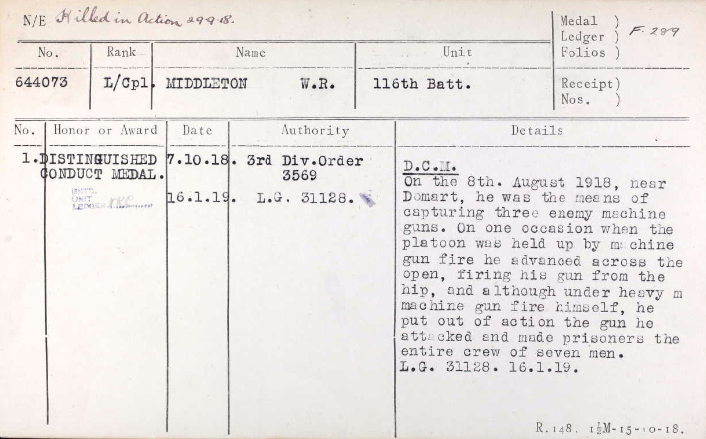 N/E Killed in Action 29-9-18.
Medal )
Ledger ) F. 289
Folios )
No. Rank Name Unit
644073 L/Cpl. MIDDLETON W.R. 116th Batt.
Receipt)
Nos. )
No. Honor or Award Date Authority Details
1. DISTINGUISHED CONDUCT MEDAL.
7.10.18. 3rd Div.Order
3569
16.1.19. L.G. 31128.
UNIT
LEDGER
D.C.M.
On the 8th. August 1918, near
Domart, he was the means of
capturing three enemy machine
guns. On one occasion when the
platoon was held up by machine
gun fire he advanced across the
open, firing his gun from the
hip, and although under heavy m
machine gun fire himself, he
put out of action the gun he
attacked and made prisoners the
entire crew of seven men.
L.G. 31128. 16.1.19.
R.148. 1½M-15-10-18.